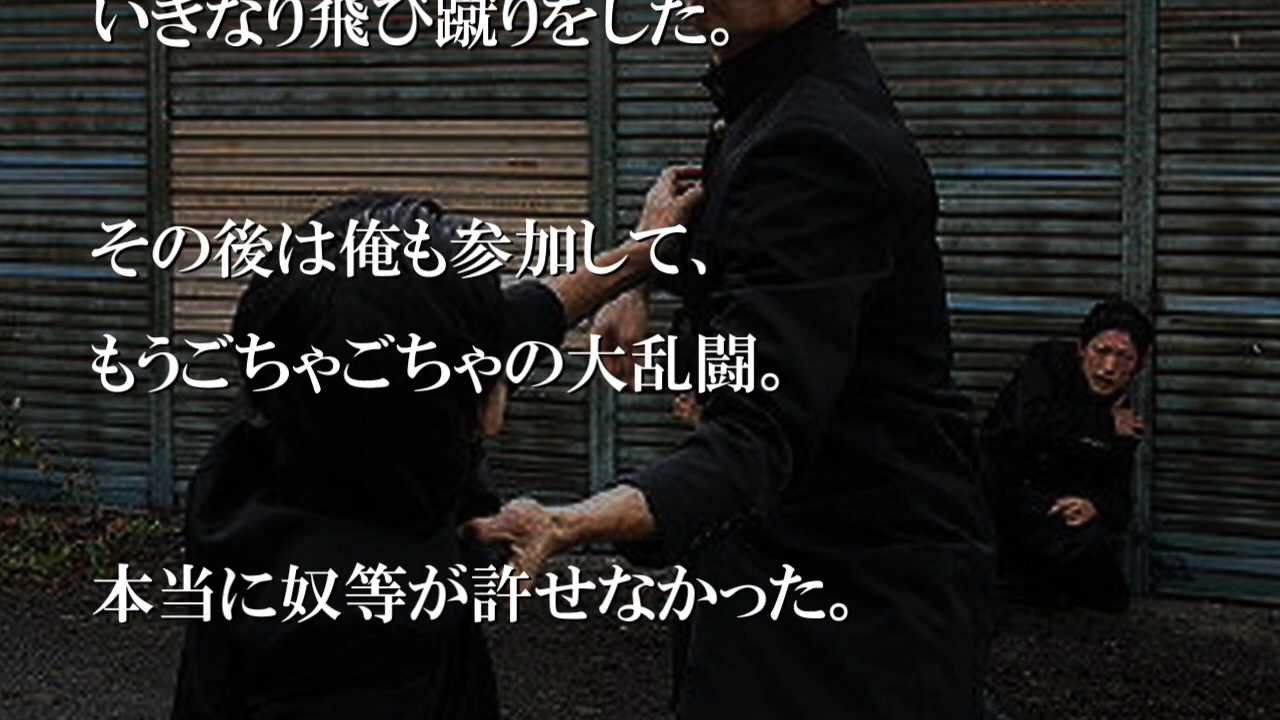 いきなり飛び蹴りをした。
その後は俺も参加して、
もうごちゃごちゃの大乱闘。
本当に奴等が許せなかった。